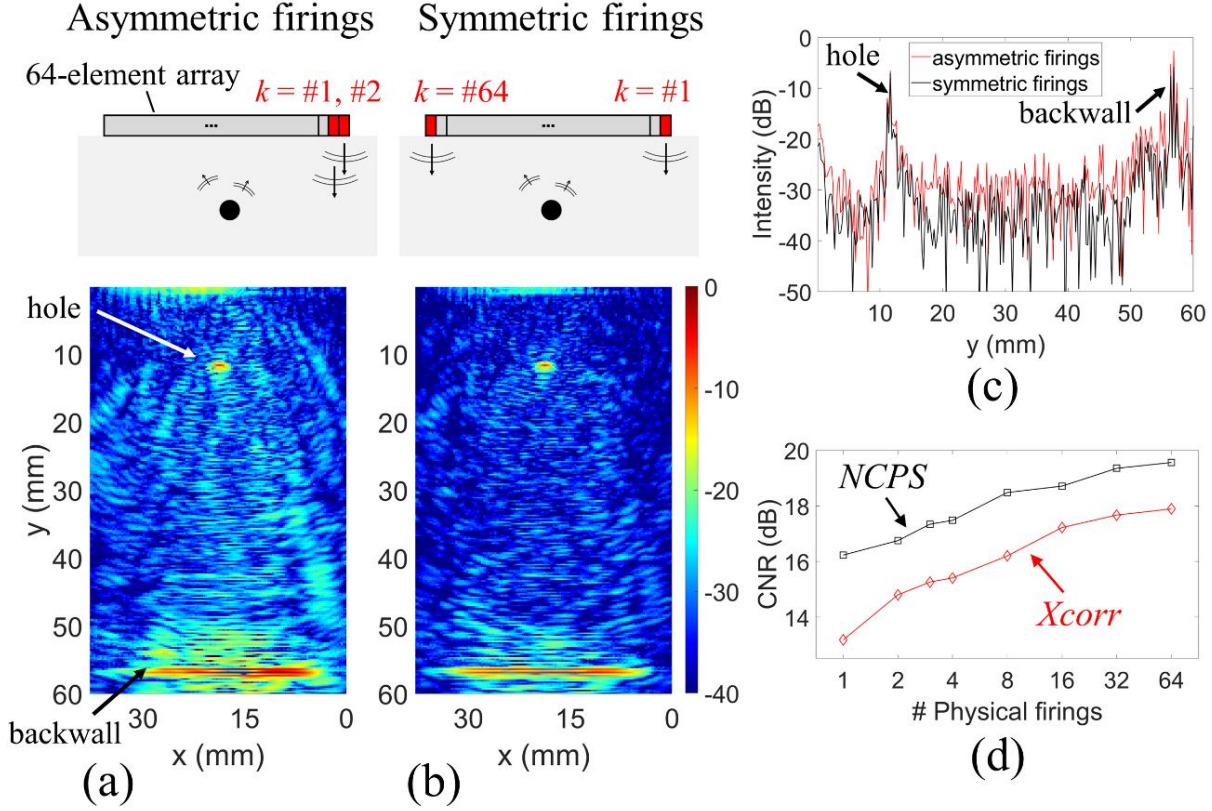 Asymmetric firings
Symmetric firings
64-element array
k = #1, #2
k = #64
k = #1
...
...
hole
10
20
30
40
50
60
y (mm)
30
15
0
x (mm)
backwall
(a)
10
20
30
40
50
60
30
15
0
x (mm)
(b)
0
-10
-20
-30
-40
0
-10
-20
-30
-40
-50
Intensity (dB)
asymmetric firings
symmetric firings
hole
backwall
10
20
30
40
50
60
y (mm)
(c)
20
18
16
14
CNR (dB)
NCPS
Xcorr
1
2
3
4
8
16
32
64
# Physical firings
(d)